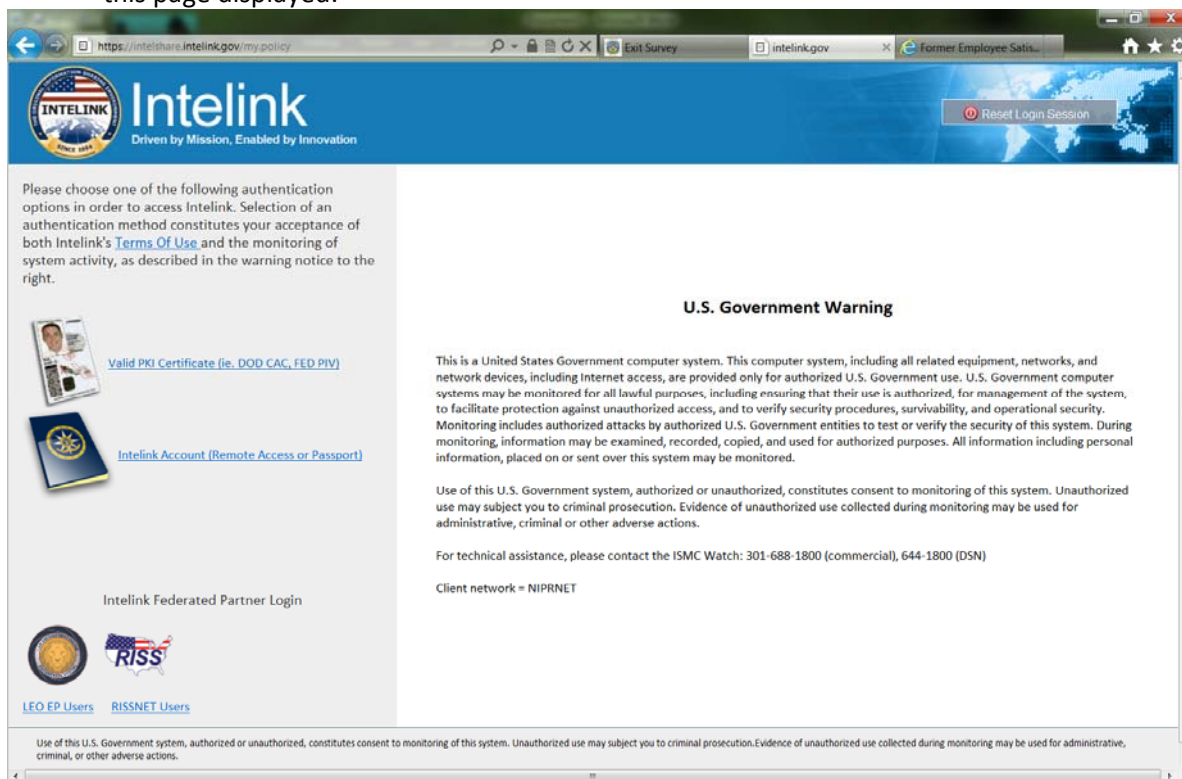 this page displayed.
https://intelshare.intelink.gov/my.policy
Exit Survey
intelink.gov
Former Employee Satis...
INTELINK
SINCE 1994
Intelink
Driven by Mission, Enabled by Innovation
Reset Login Session
Please choose one of the following authentication
options in order to access Intelink. Selection of an
authentication method constitutes your acceptance of
both Intelink's Terms Of Use and the monitoring of
system activity, as described in the warning notice to the
right.
Valid PKI Certificate (ie. DOD CAC, FED PIV)
Intelink Account (Remote Access or Passport)
Intelink Federated Partner Login
RISS
LEO EP Users
RISSNET Users
U.S. Government Warning
This is a United States Government computer system. This computer system, including all related equipment, networks, and
network devices, including Internet access, are provided only for authorized U.S. Government use. U.S. Government computer
systems may be monitored for all lawful purposes, including ensuring that their use is authorized, for management of the system,
to facilitate protection against unauthorized access, and to verify security procedures, survivability, and operational security.
Monitoring includes authorized attacks by authorized U.S. Government entities to test or verify the security of this system. During
monitoring, information may be examined, recorded, copied, and used for authorized purposes. All information including personal
information, placed on or sent over this system may be monitored.
Use of this U.S. Government system, authorized or unauthorized, constitutes consent to monitoring of this system. Unauthorized
use may subject you to criminal prosecution. Evidence of unauthorized use collected during monitoring may be used for
administrative, criminal or other adverse actions.
For technical assistance, please contact the ISMC Watch: 301-688-1800 (commercial), 644-1800 (DSN)
Client network = NIPRNET
Use of this U.S. Government system, authorized or unauthorized, constitutes consent to monitoring of this system. Unauthorized use may subject you to criminal prosecution.Evidence of unauthorized use collected during monitoring may be used for administrative,
criminal, or other adverse actions.